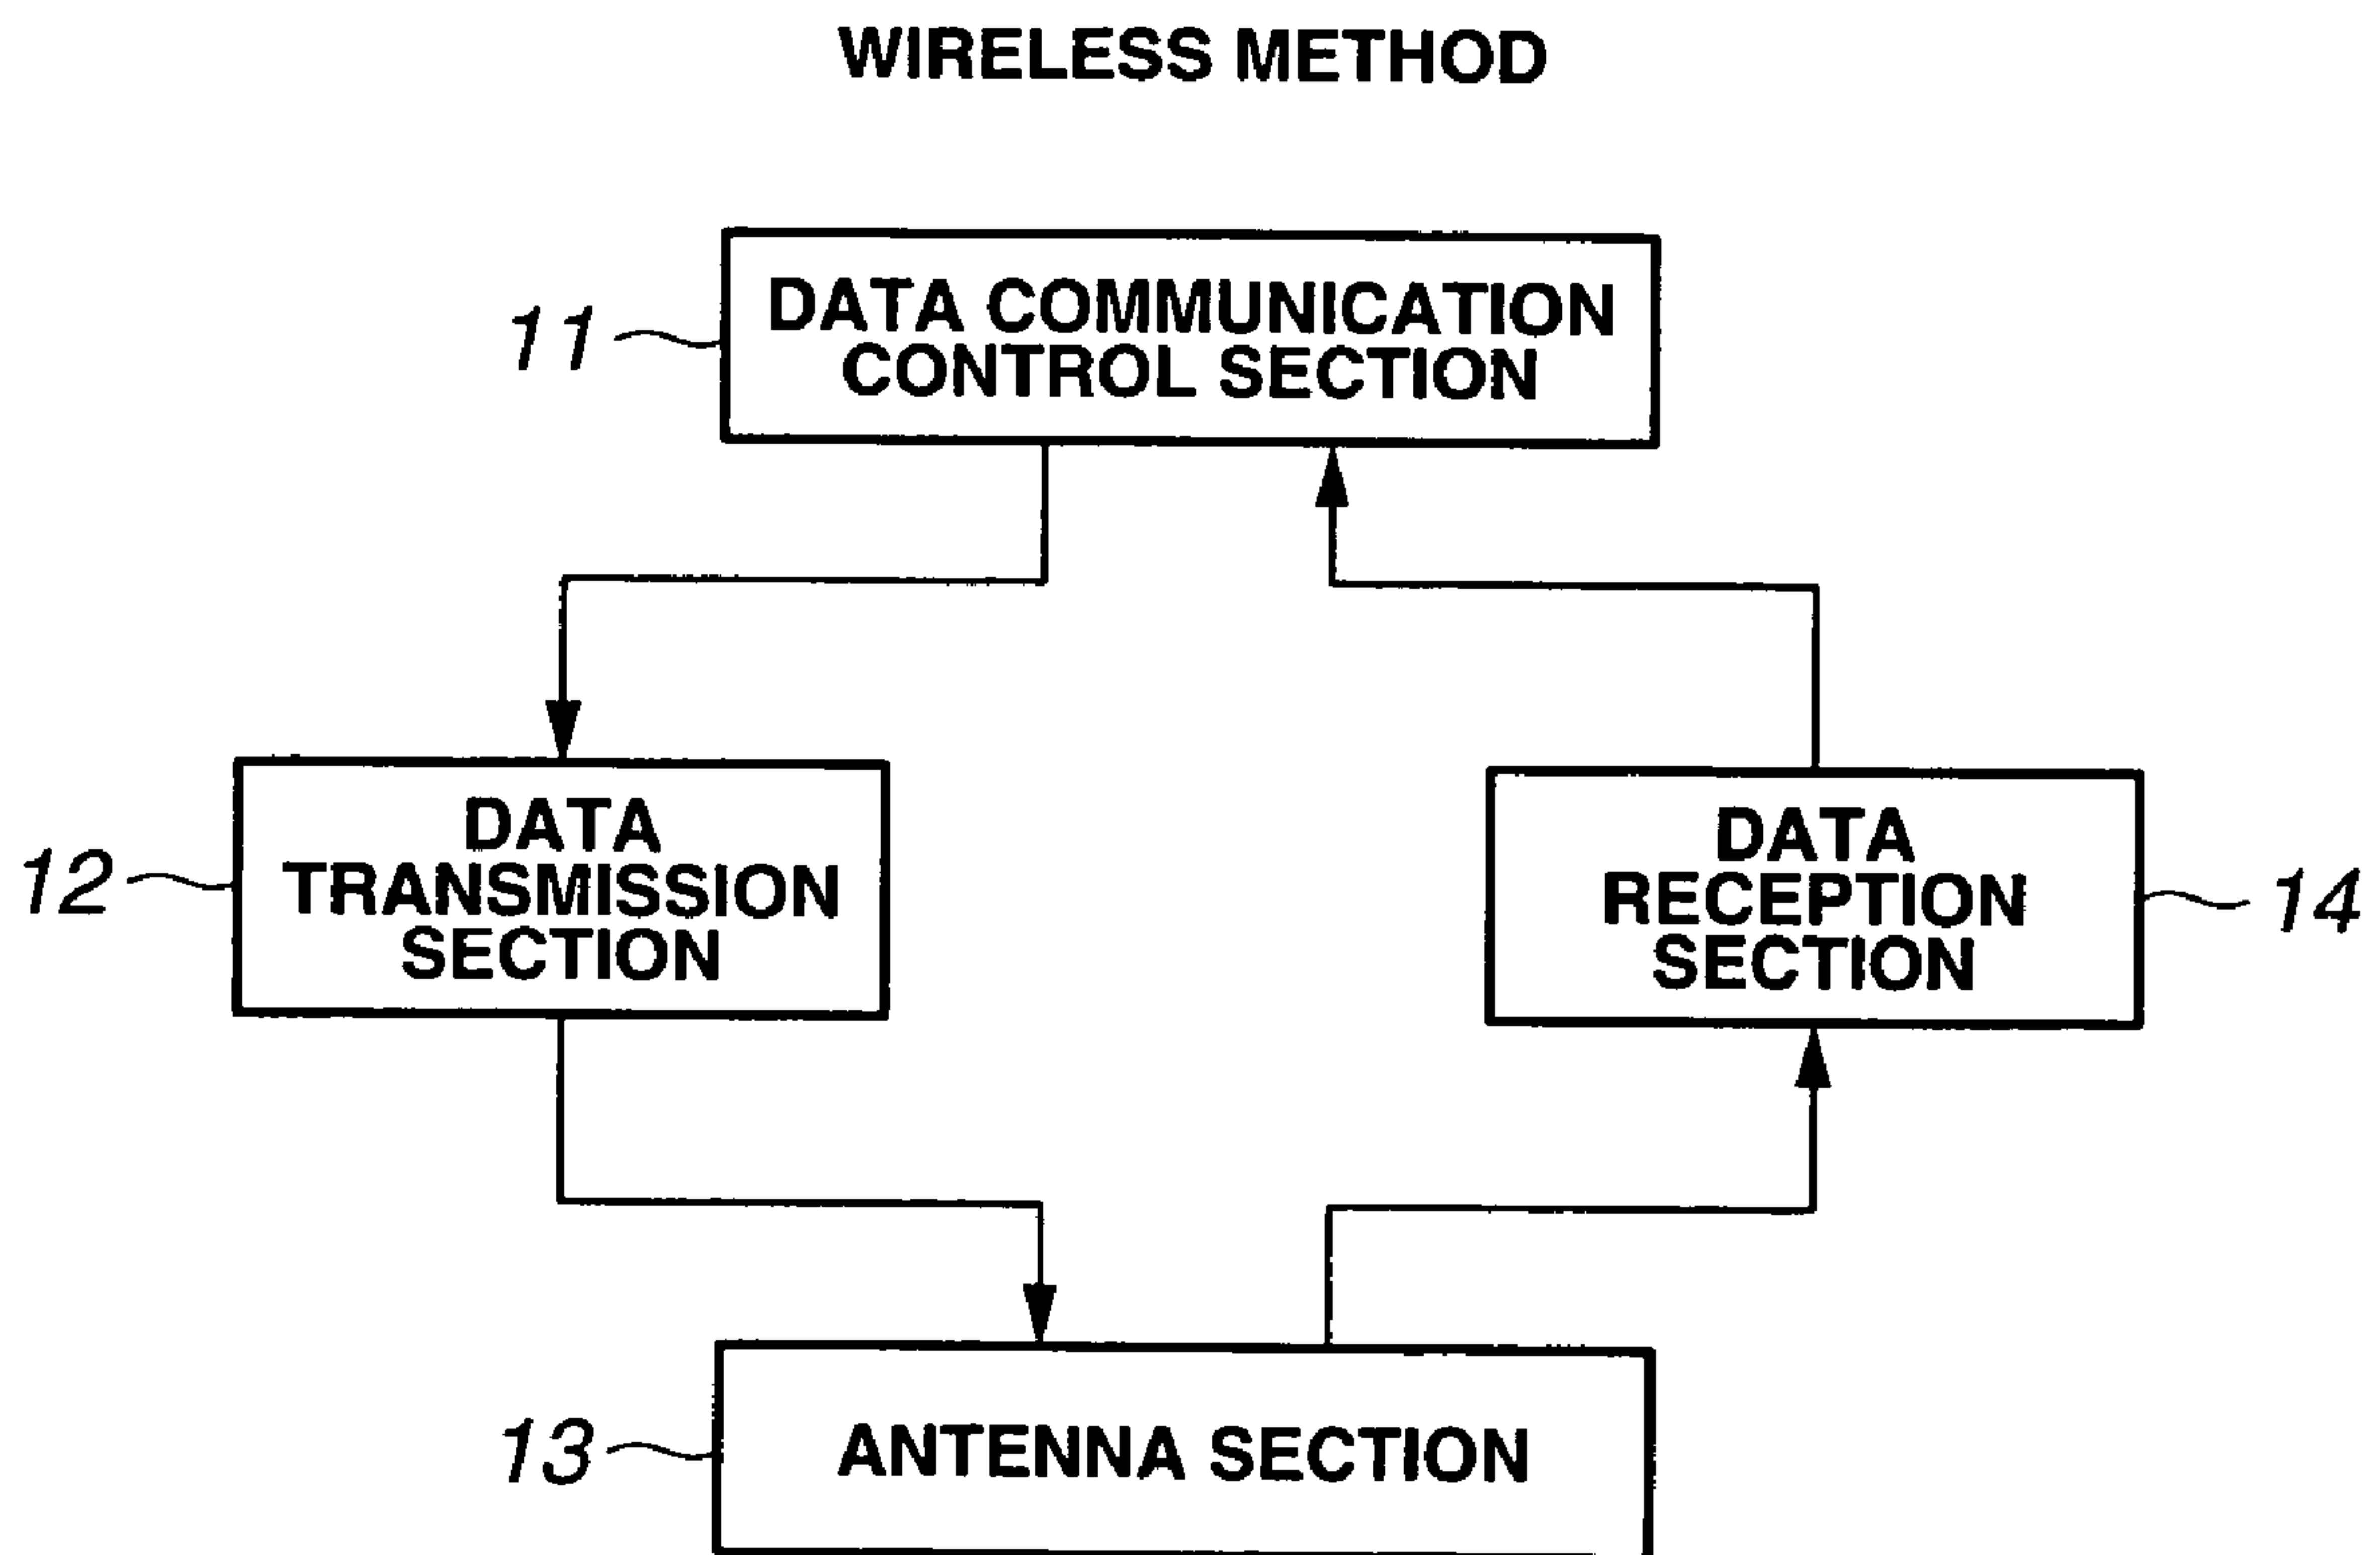 WIRELESS METHOD
11
DATA COMMUNICATION
CONTROL SECTION
12
DATA
TRANSMISSION
SECTION
DATA
RECEPTION
SECTION
14
13
ANTENNA SECTION